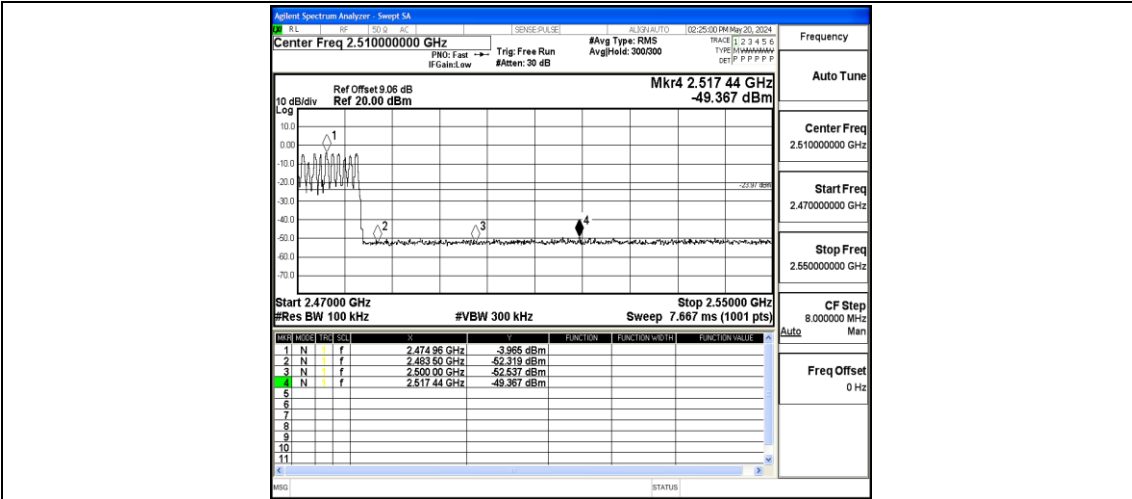 Agilent Spectrum Analyzer - Swept SA
RL RF 50 Ω AC SENSE:PULSE ALIGN AUTO 02:25:00 PM May 20, 2024
Center Freq 2.510000000 GHz
PNO: Fast
IFGain:Low
Trig: Free Run
#Atten: 30 dB
#Avg Type: RMS
Avg|Hold: 300/300
TRACE 1 2 3 4 5 6
TYPE M
DET P P P P P P
Mkr4 2.517 44 GHz
-49.367 dBm
Ref Offset 9.06 dB
10 dB/div Ref 20.00 dBm
Log
10.0
0.00
-10.0
-20.0
-30.0
-40.0
-50.0
-60.0
-70.0
1
2
3
4
-23.97 dBm
Start 2.47000 GHz Stop 2.55000 GHz
#Res BW 100 kHz #VBW 300 kHz Sweep 7.667 ms (1001 pts)
MKR MODE TRC SCL X Y FUNCTION FUNCTION WIDTH FUNCTION VALUE
1 N 1 f 2.474 96 GHz -3.965 dBm
2 N 1 f 2.483 50 GHz -52.319 dBm
3 N 1 f 2.500 00 GHz -52.537 dBm
4 N 1 f 2.517 44 GHz -49.367 dBm
5
6
7
8
9
10
11
MSG STATUS
Frequency
Auto Tune
Center Freq
2.510000000 GHz
Start Freq
2.470000000 GHz
Stop Freq
2.550000000 GHz
CF Step
8.000000 MHz
Auto Man
Freq Offset
0 Hz